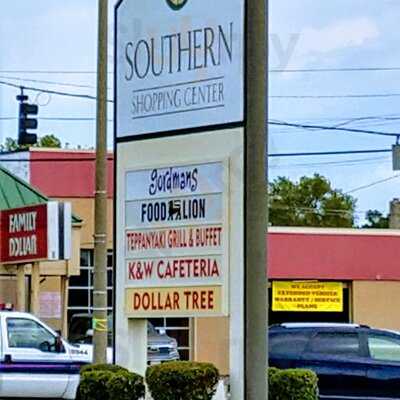 SOUTHERN
SHOPPING CENTER
gordmans
FOOD LION
TEPPANYAKI GRILL & BUFFET
K&W CAFETERIA
DOLLAR TREE
FAMILY
DOLLAR
WE ACCEPT
EXTENDED VEHICLE
WARRANTY / SERVICE
PLANS